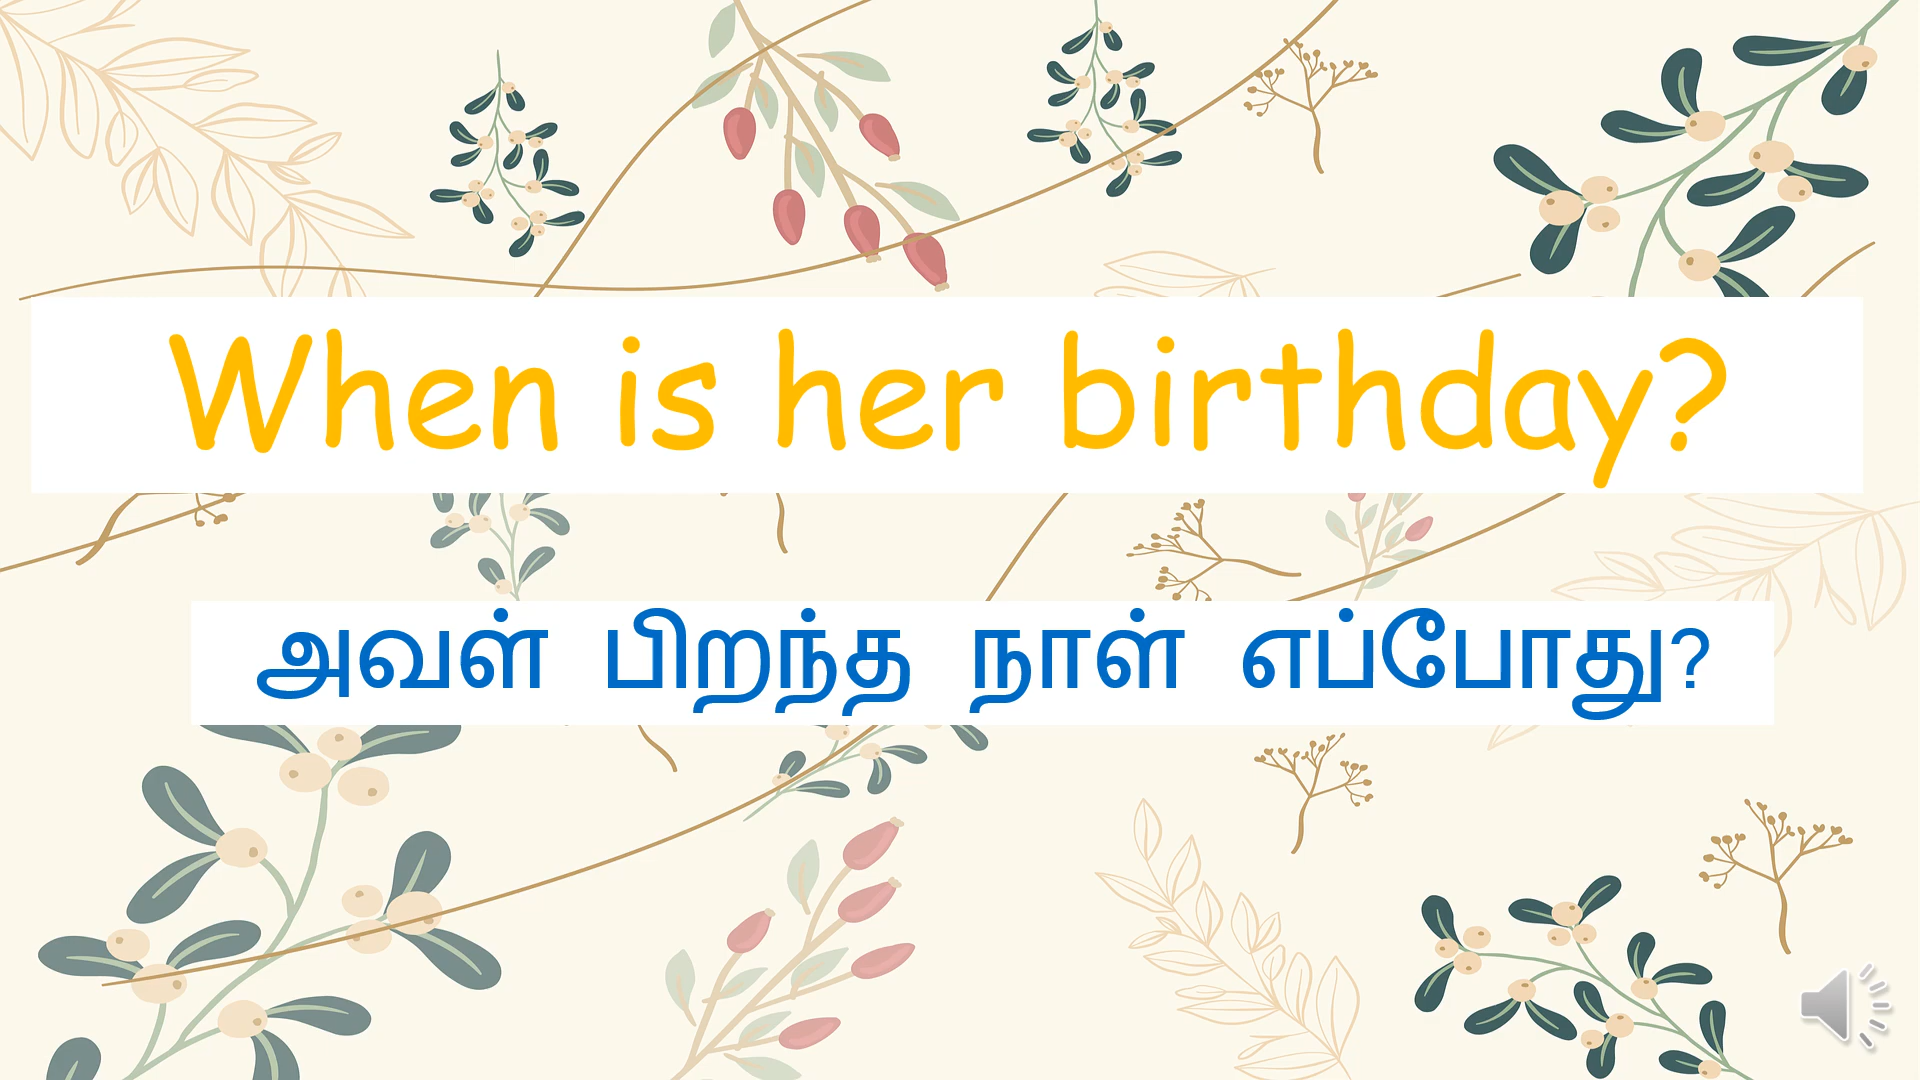 When is her birthday?
அவள் பிறந்த நாள் எப்போது?